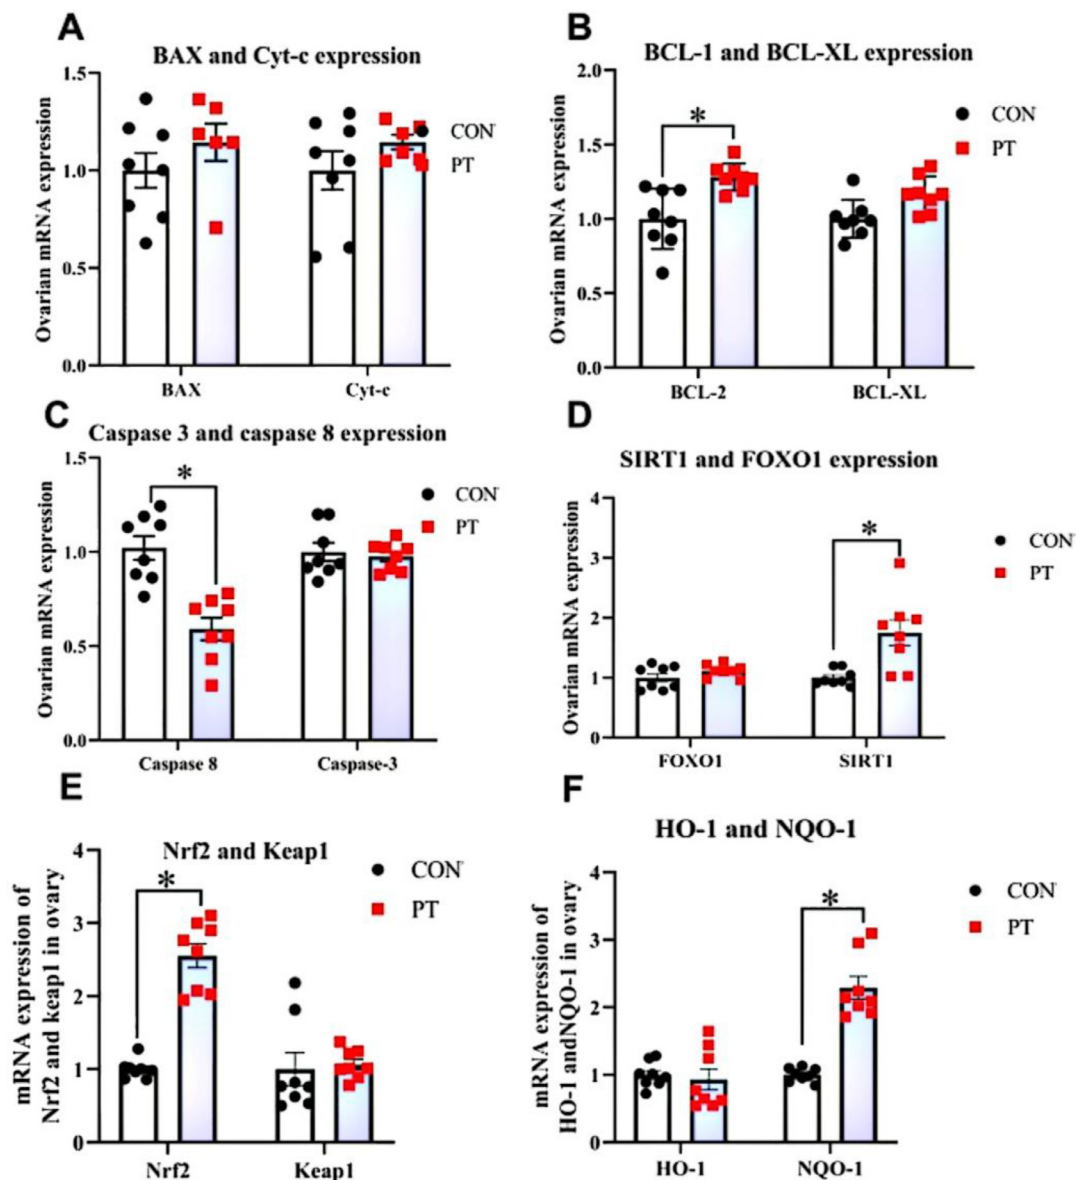 A
BAX and Cyt-c expression
Ovarian mRNA expression
1.5
1.0
0.5
0.0
CON
PT
BAX
Cyt-c
B
BCL-1 and BCL-XL expression
Ovarian mRNA expression
2.0
1.5
1.0
0.5
0.0
*
CON
PT
BCL-2
BCL-XL
C
Caspase 3 and caspase 8 expression
Ovarian mRNA expression
1.5
1.0
0.5
0.0
*
CON
PT
Caspase 8
Caspase-3
D
SIRT1 and FOXO1 expression
Ovarian mRNA expression
4
3
2
1
0
*
CON
PT
FOXO1
SIRT1
E
Nrf2 and Keap1
mRNA expression of
Nrf2 and keap1 in ovary
4
3
2
1
0
*
CON
PT
Nrf2
Keap1
F
HO-1 and NQO-1
mRNA expression of
HO-1 andNQO-1 in ovary
4
3
2
1
0
*
CON
PT
HO-1
NQO-1